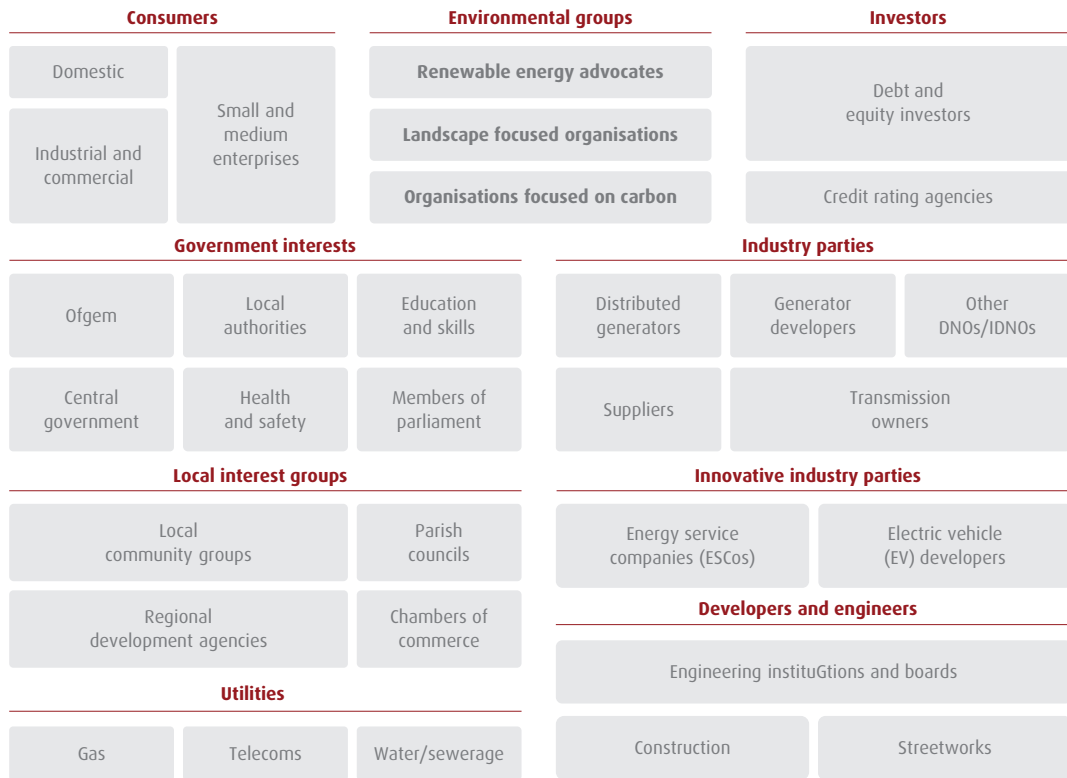 Consumers
Domestic
Industrial and
commercial
Small and
medium
enterprises
Environmental groups
Renewable energy advocates
Landscape focused organisations
Organisations focused on carbon
Investors
Debt and
equity investors
Credit rating agencies
Government interests
Ofgem
Local
authorities
Education
and skills
Central
government
Health
and safety
Members of
parliament
Industry parties
Distributed
generators
Generator
developers
Other
DNOs/IDNOs
Suppliers
Transmission
owners
Local interest groups
Local
community groups
Parish
councils
Regional
development agencies
Chambers of
commerce
Innovative industry parties
Energy service
companies (ESCos)
Electric vehicle
(EV) developers
Developers and engineers
Engineering instituGtions and boards
Construction
Streetworks
Utilities
Gas
Telecoms
Water/sewerage